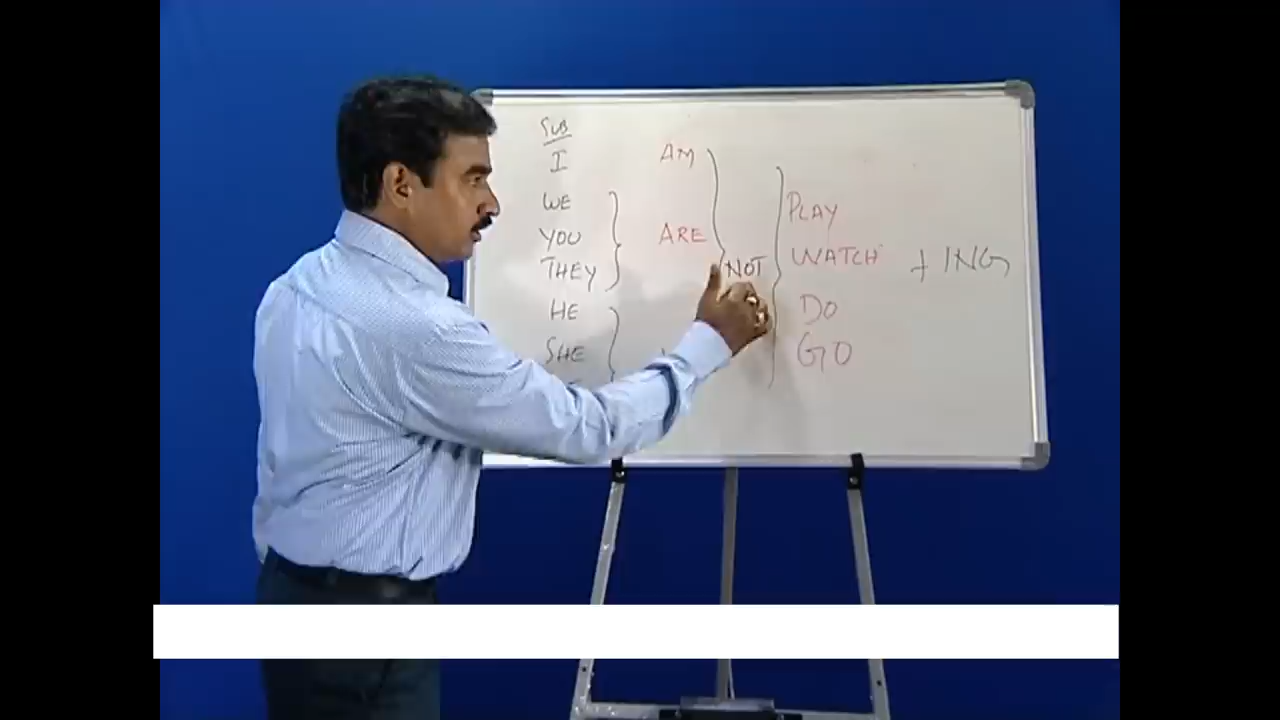 SUB
I AM
WE
YOU ARE
THEY NOT
HE
SHE
PLAY
WATCH + ING
DO
GO